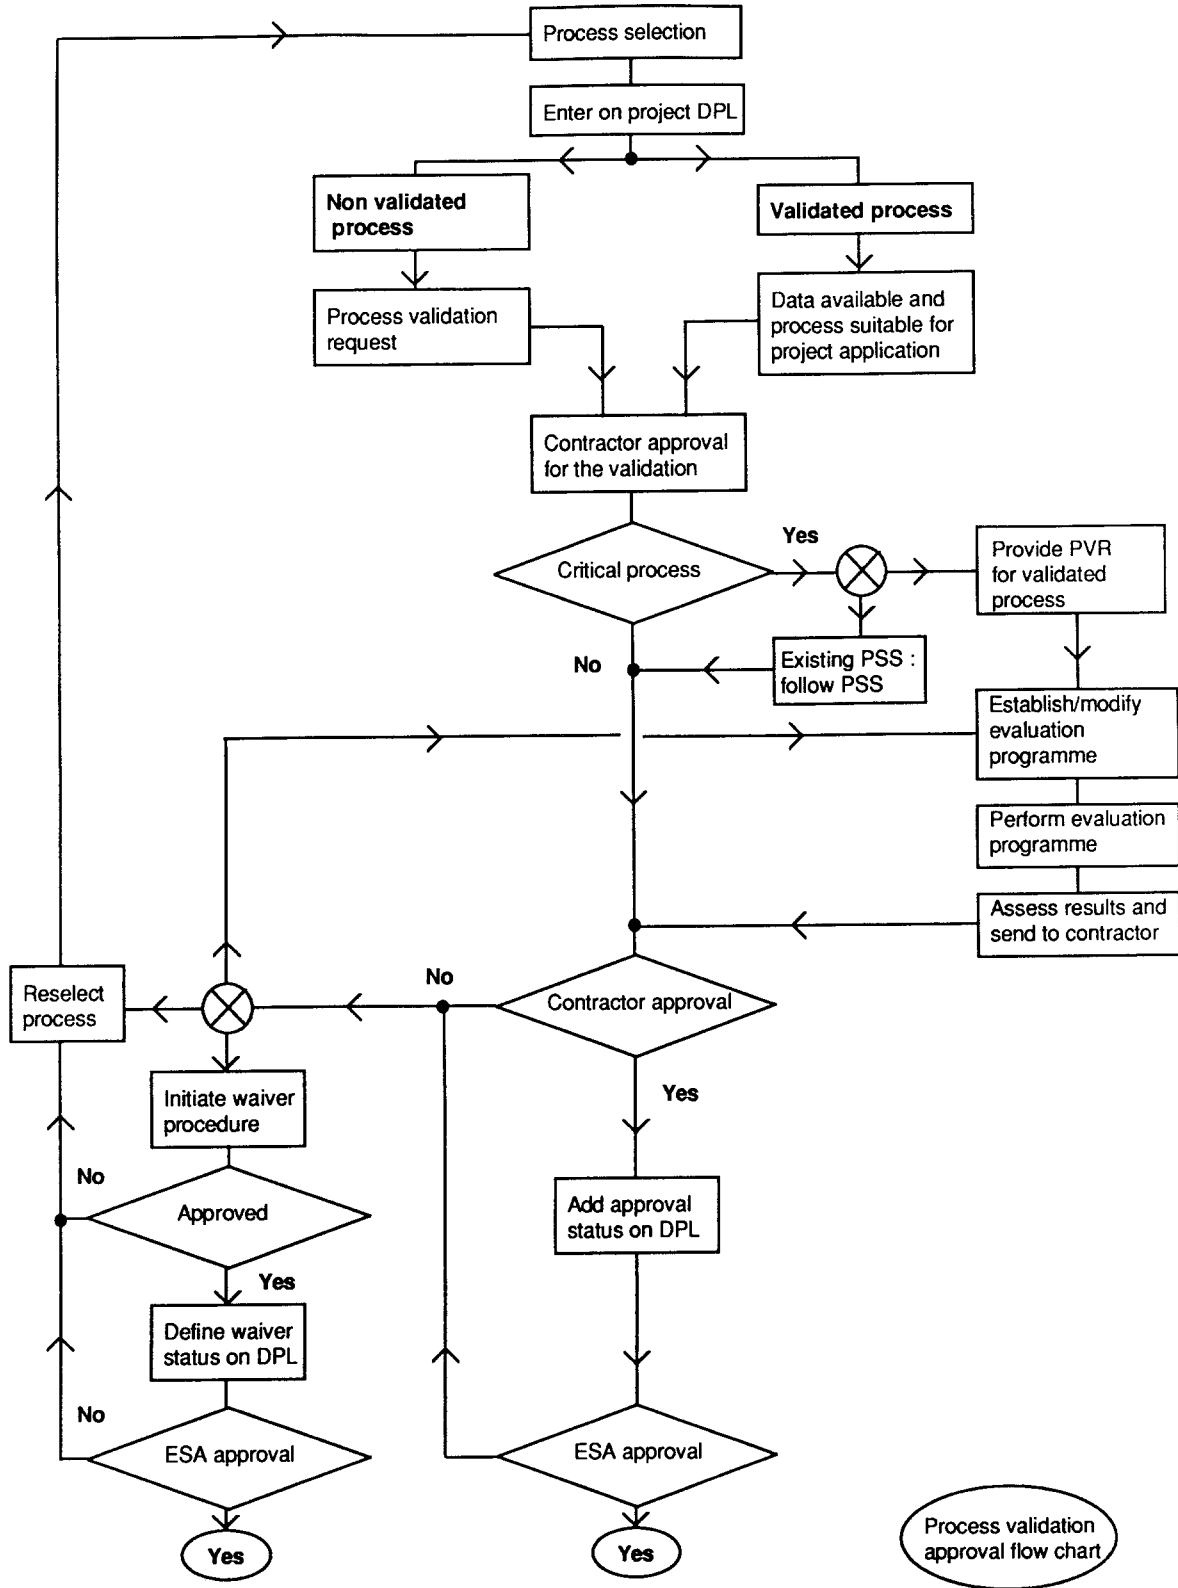 Process selection
Enter on project DPL
Non validated
process
Validated process
Process validation
request
Data available and
process suitable for
project application
Contractor approval
for the validation
Yes
Critical process
Provide PVR
for validated
process
No
Existing PSS :
follow PSS
Establish/modify
evaluation
programme
Perform evaluation
programme
Assess results and
send to contractor
No
Contractor approval
Reselect
process
Initiate waiver
procedure
Yes
No
Approved
Add approval
status on DPL
Yes
Define waiver
status on DPL
No
ESA approval
ESA approval
Yes
Yes
Process validation
approval flow chart